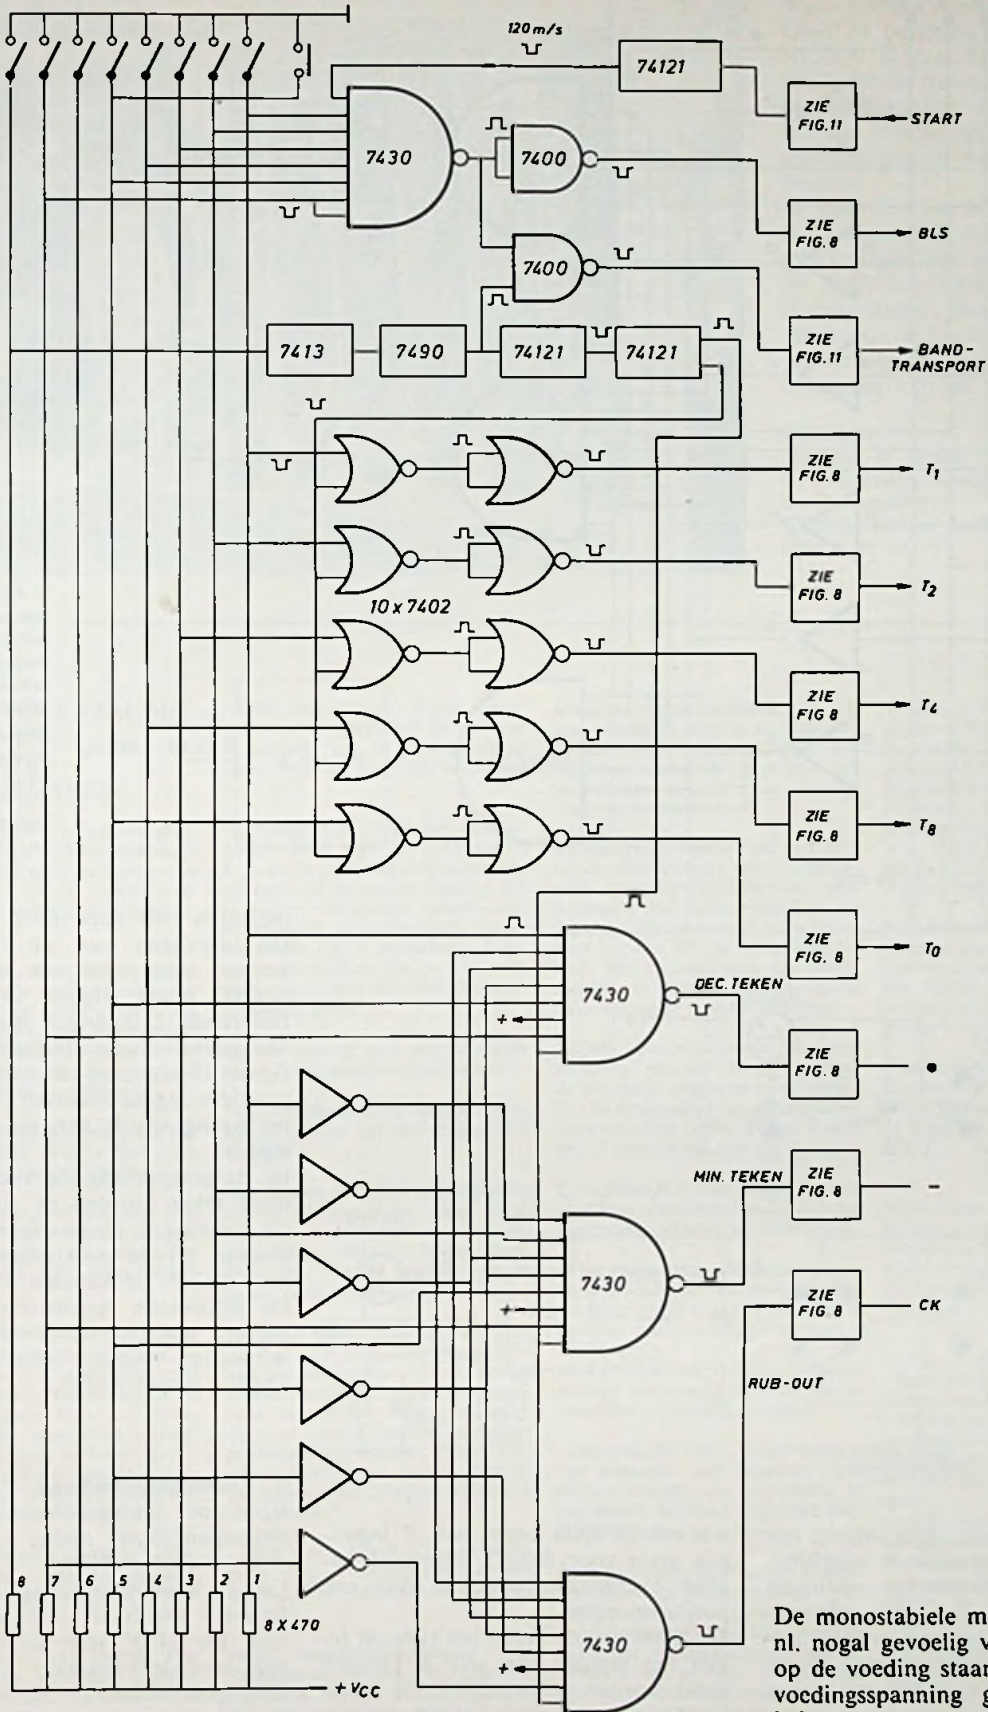 120 m/s
74121
ZIE
FIG. 11
START
7430
7400
ZIE
FIG. 8
BLS
7400
7413
7490
74121
74121
ZIE
FIG. 11
BAND-
TRANSPORT
ZIE
FIG. 8
T1
ZIE
FIG. 8
T2
10 x 7402
ZIE
FIG 8
T4
ZIE
FIG. 8
T8
ZIE
FIG. 8
T0
7430
DEC. TEKEN
+
ZIE
FIG. 8
MIN. TEKEN
ZIE
FIG. 8
-
7430
+
ZIE
FIG. 8
CK
RUB-OUT
8 7 6 5 4 3 2 1
8 X 470
7430
+
+ VCC
De monostabiele m
nl. nogal gevoelig v
op de voeding staar
voedingsspanning g